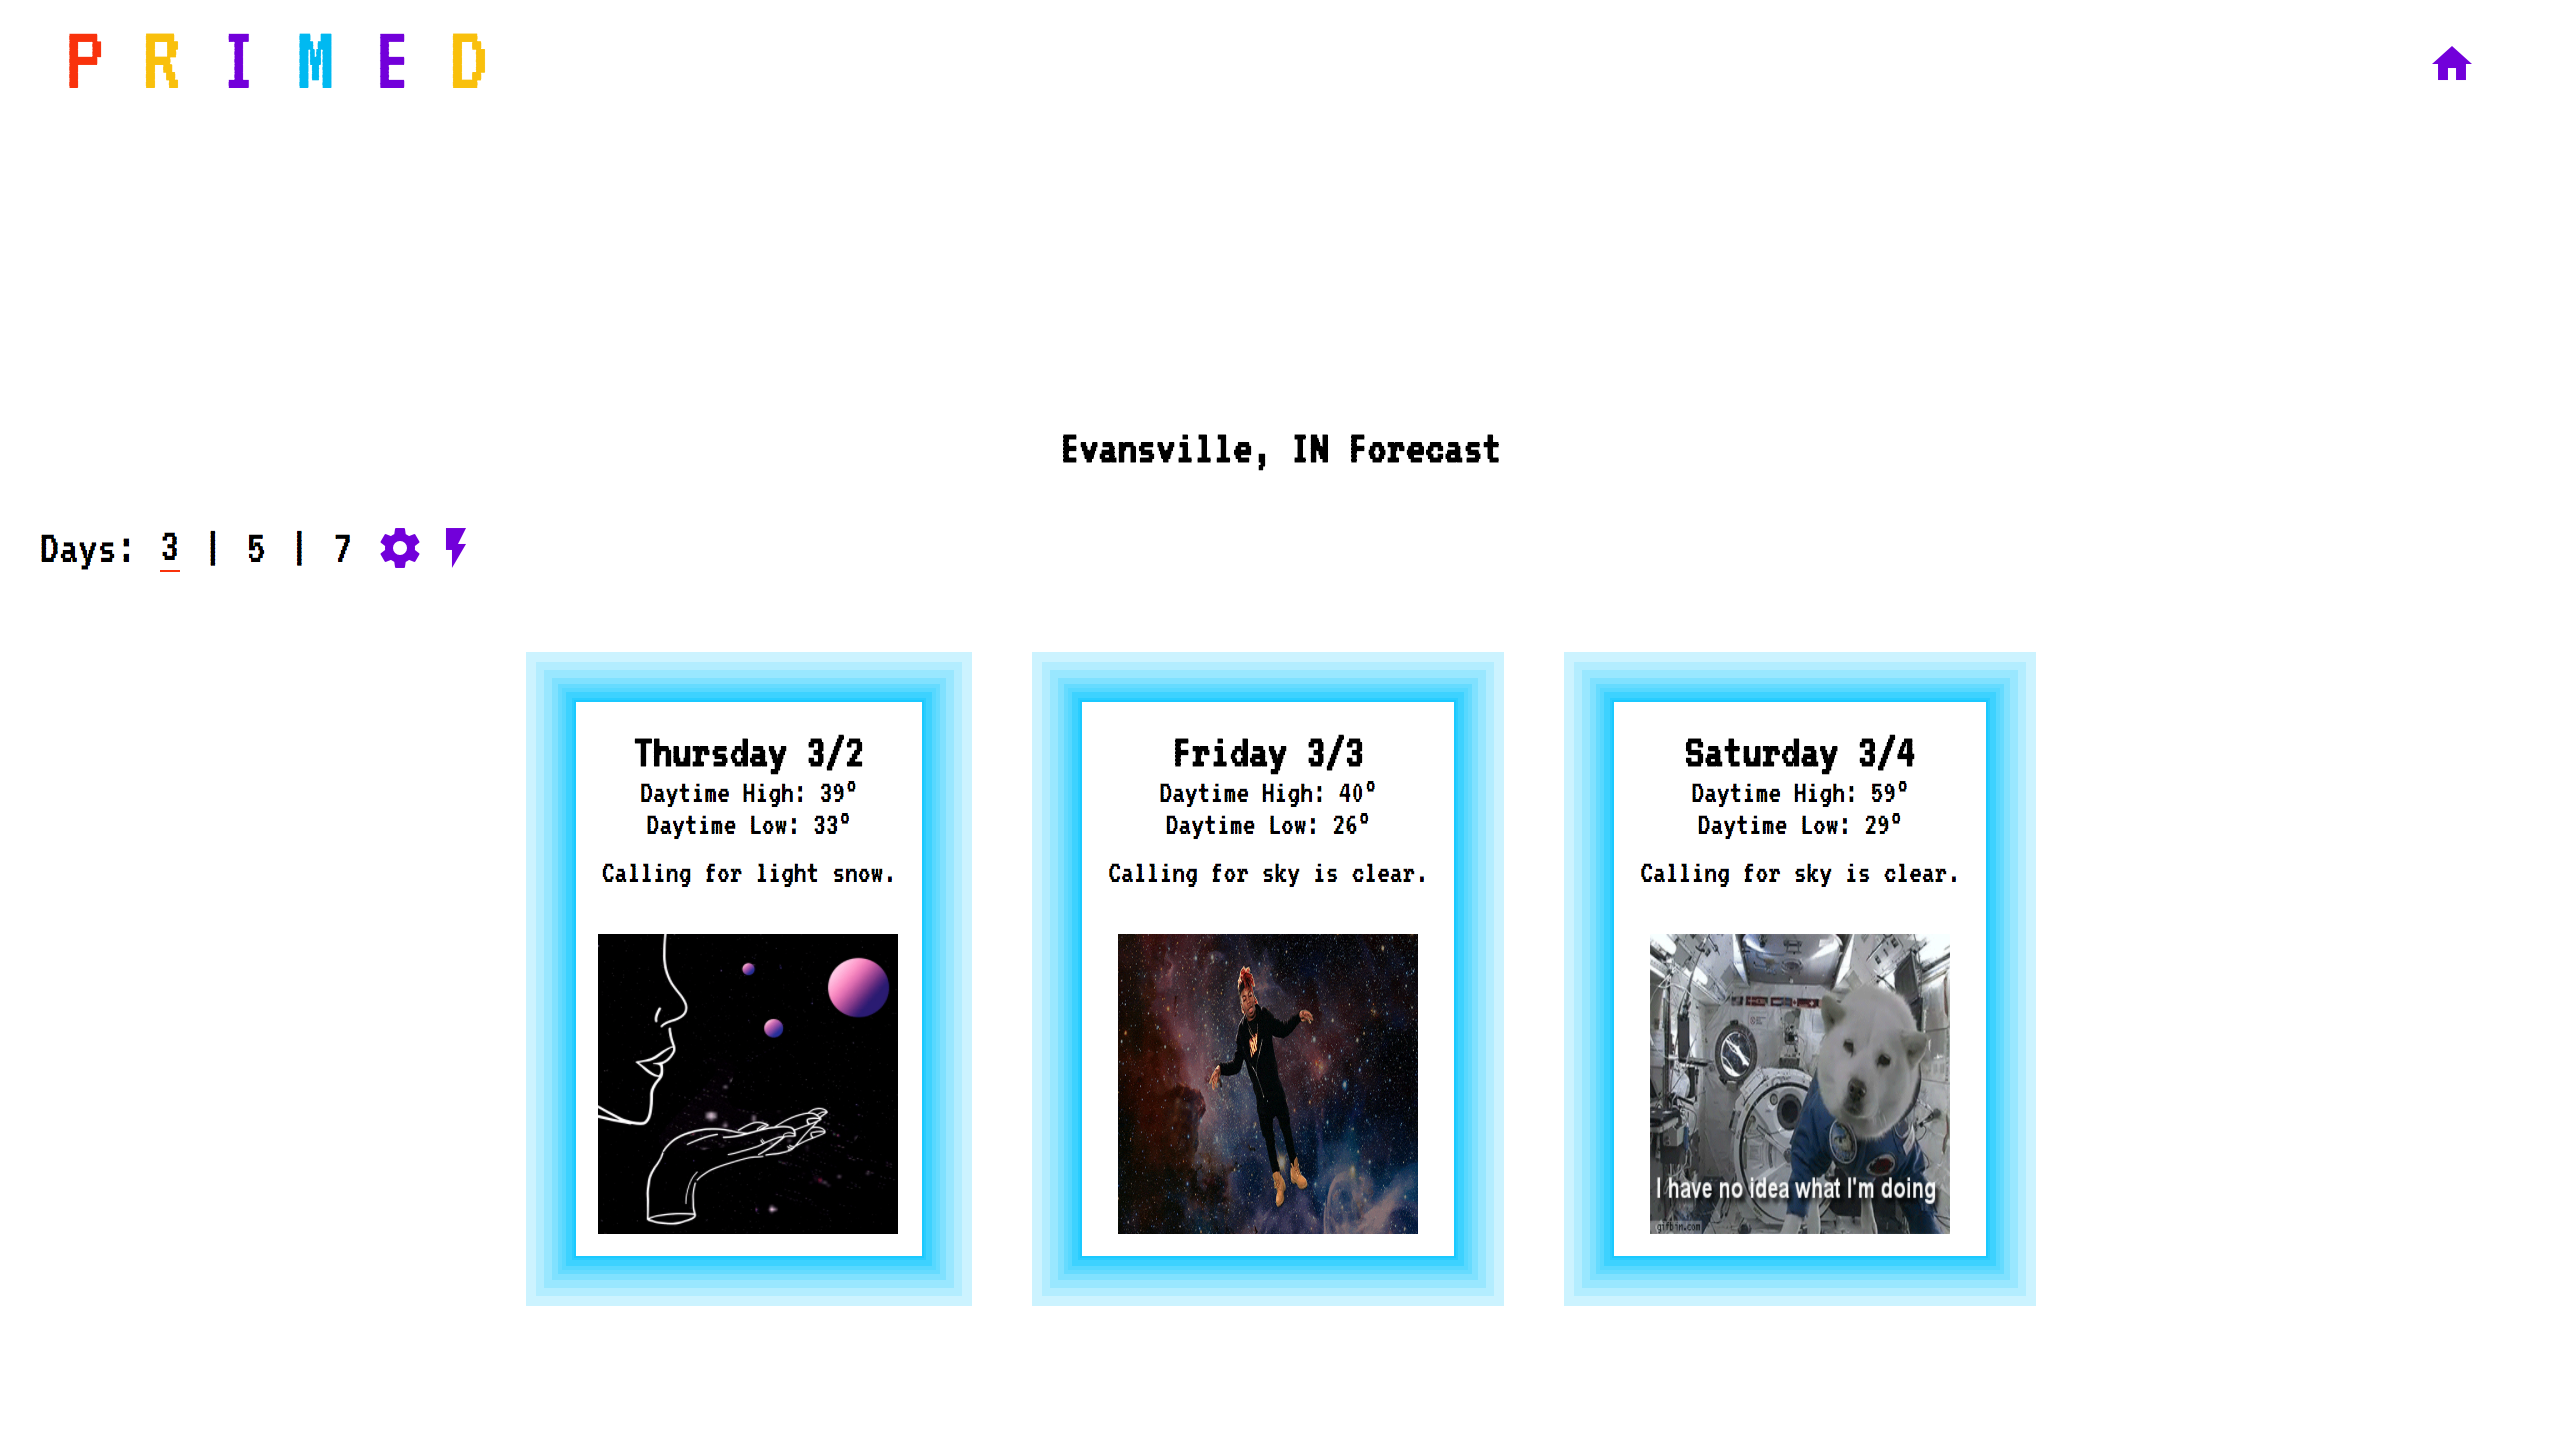 P R I M E D
Evansville, IN Forecast
Days: 3 | 5 | 7
Thursday 3/2
Daytime High: 39°
Daytime Low: 33°
Calling for light snow.
Friday 3/3
Daytime High: 40°
Daytime Low: 26°
Calling for sky is clear.
Saturday 3/4
Daytime High: 59°
Daytime Low: 29°
Calling for sky is clear.
I have no idea what I'm doing
gifbin.com